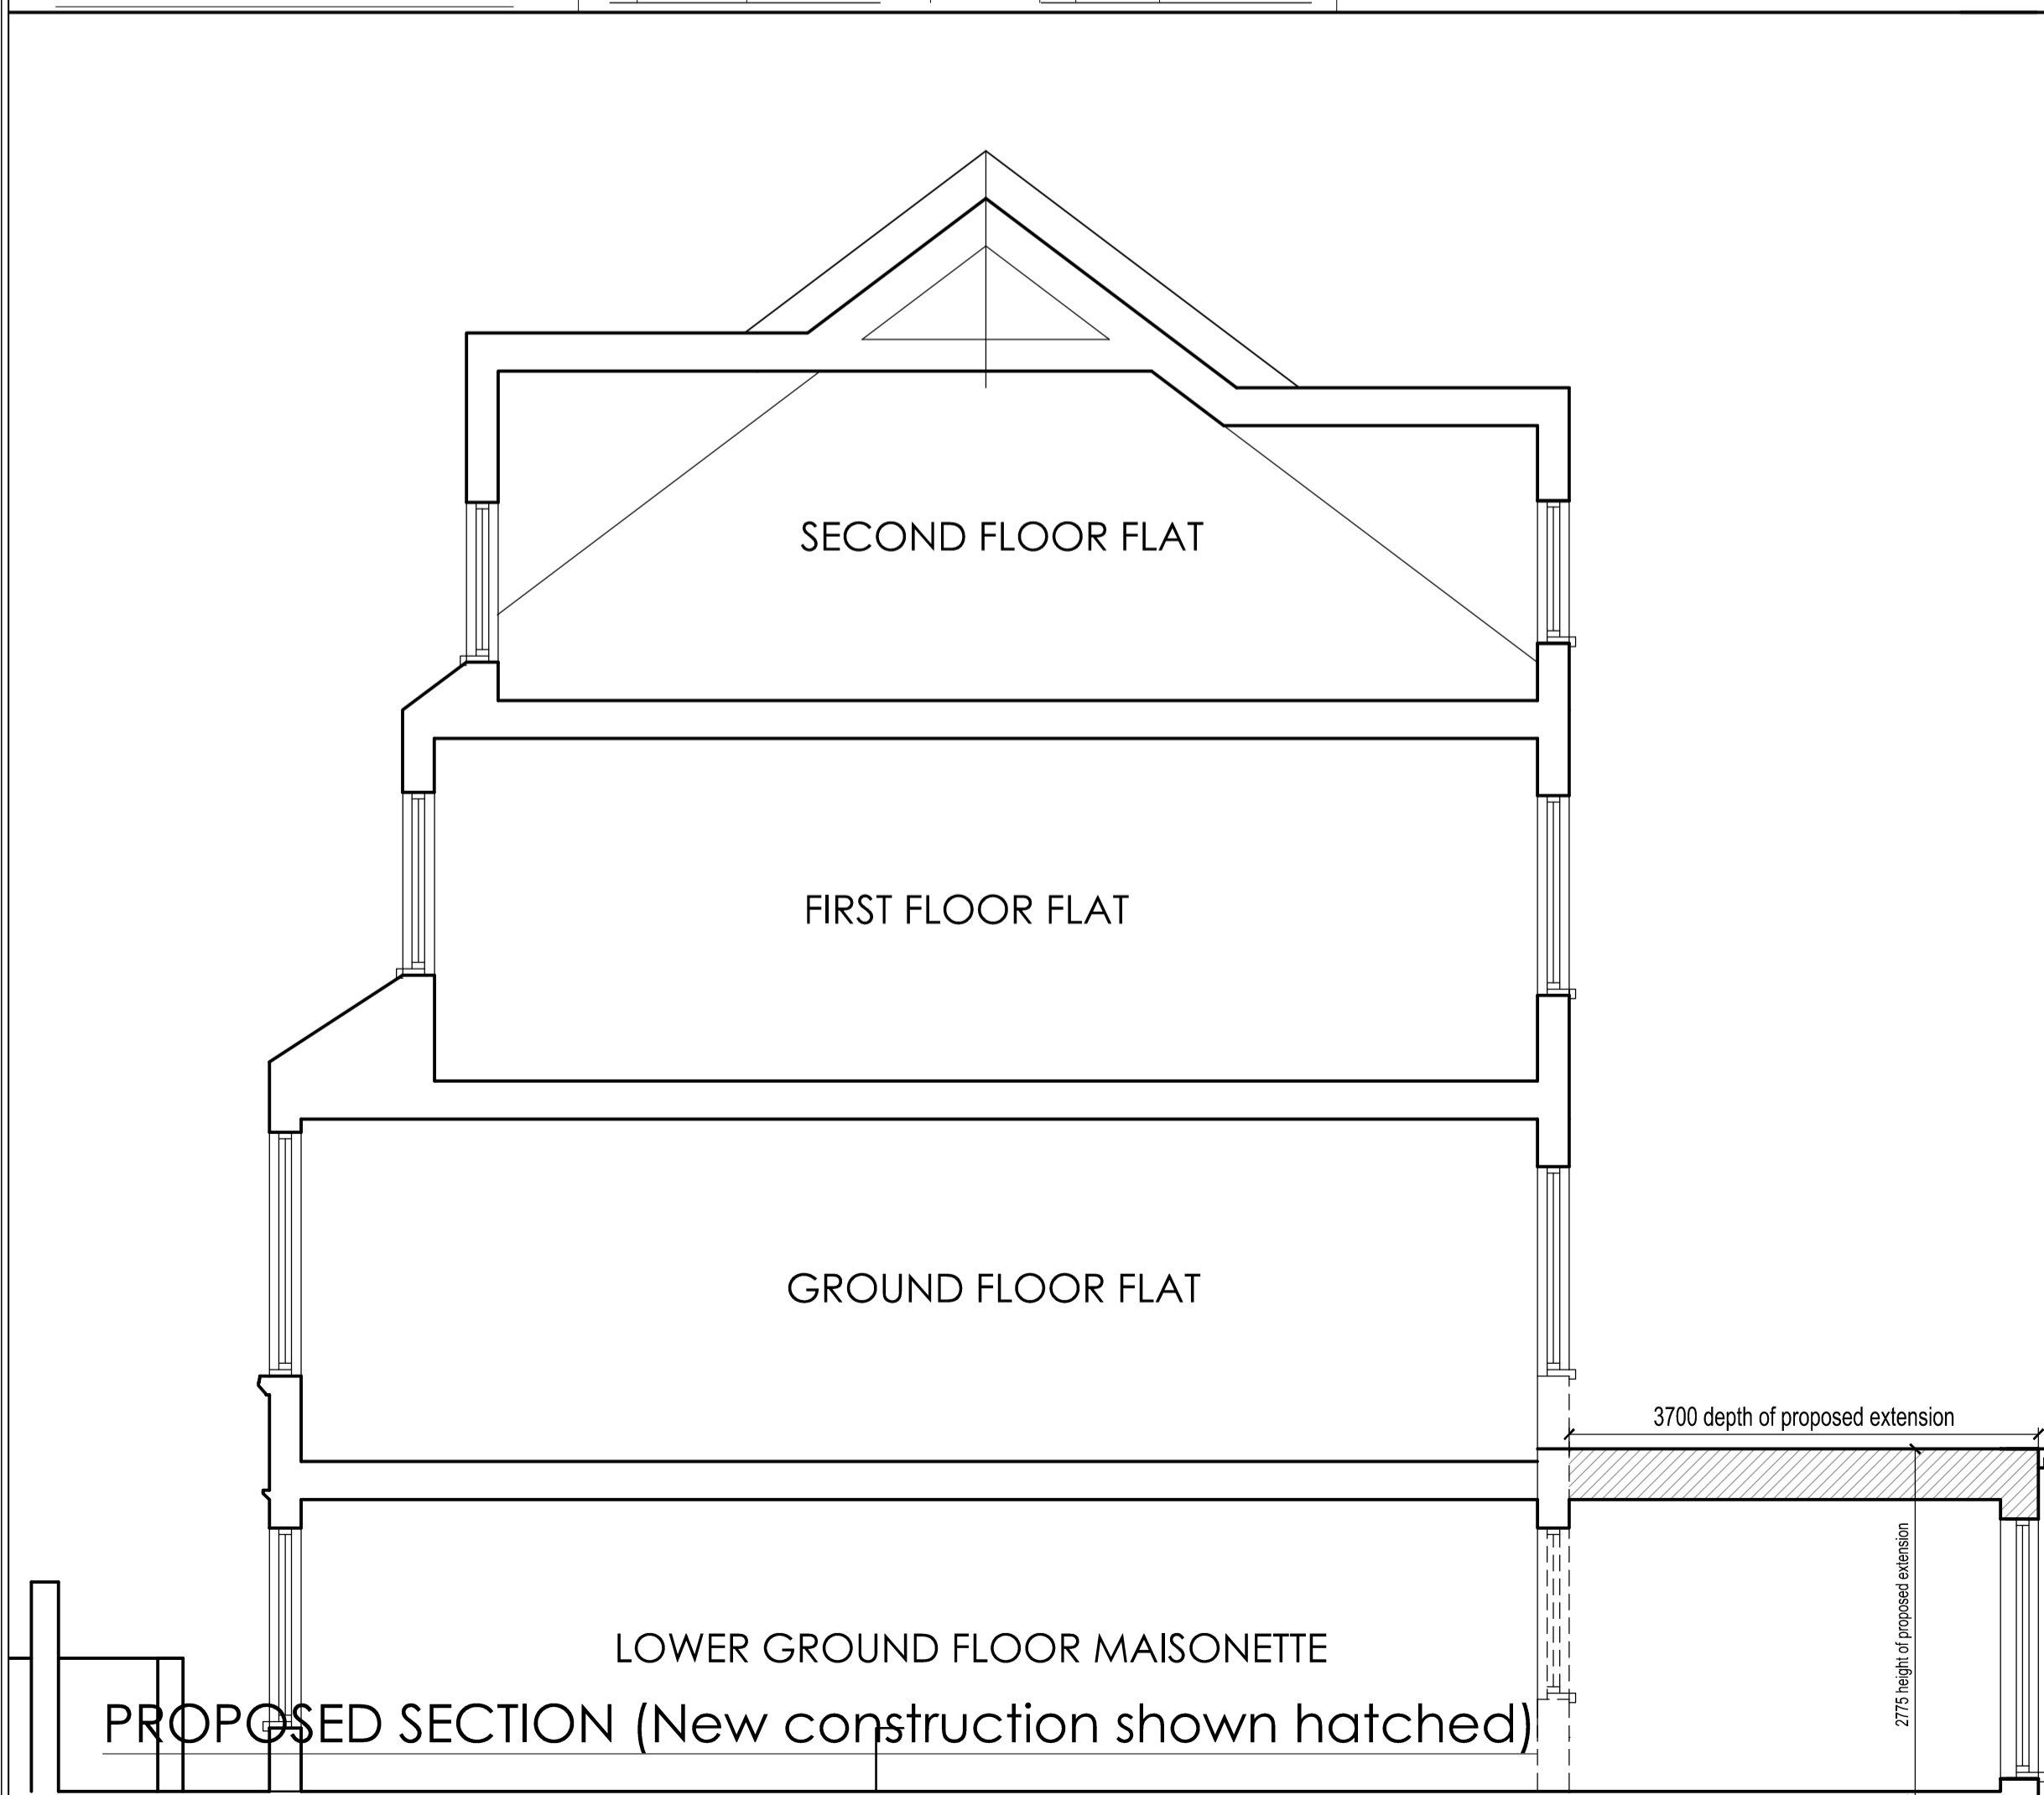 SECOND FLOOR FLAT
FIRST FLOOR FLAT
GROUND FLOOR FLAT
3700 depth of proposed extension
2775 height of proposed extension
LOWER GROUND FLOOR MAISONETTE
PROPOSED SECTION (New construction shown hatched)